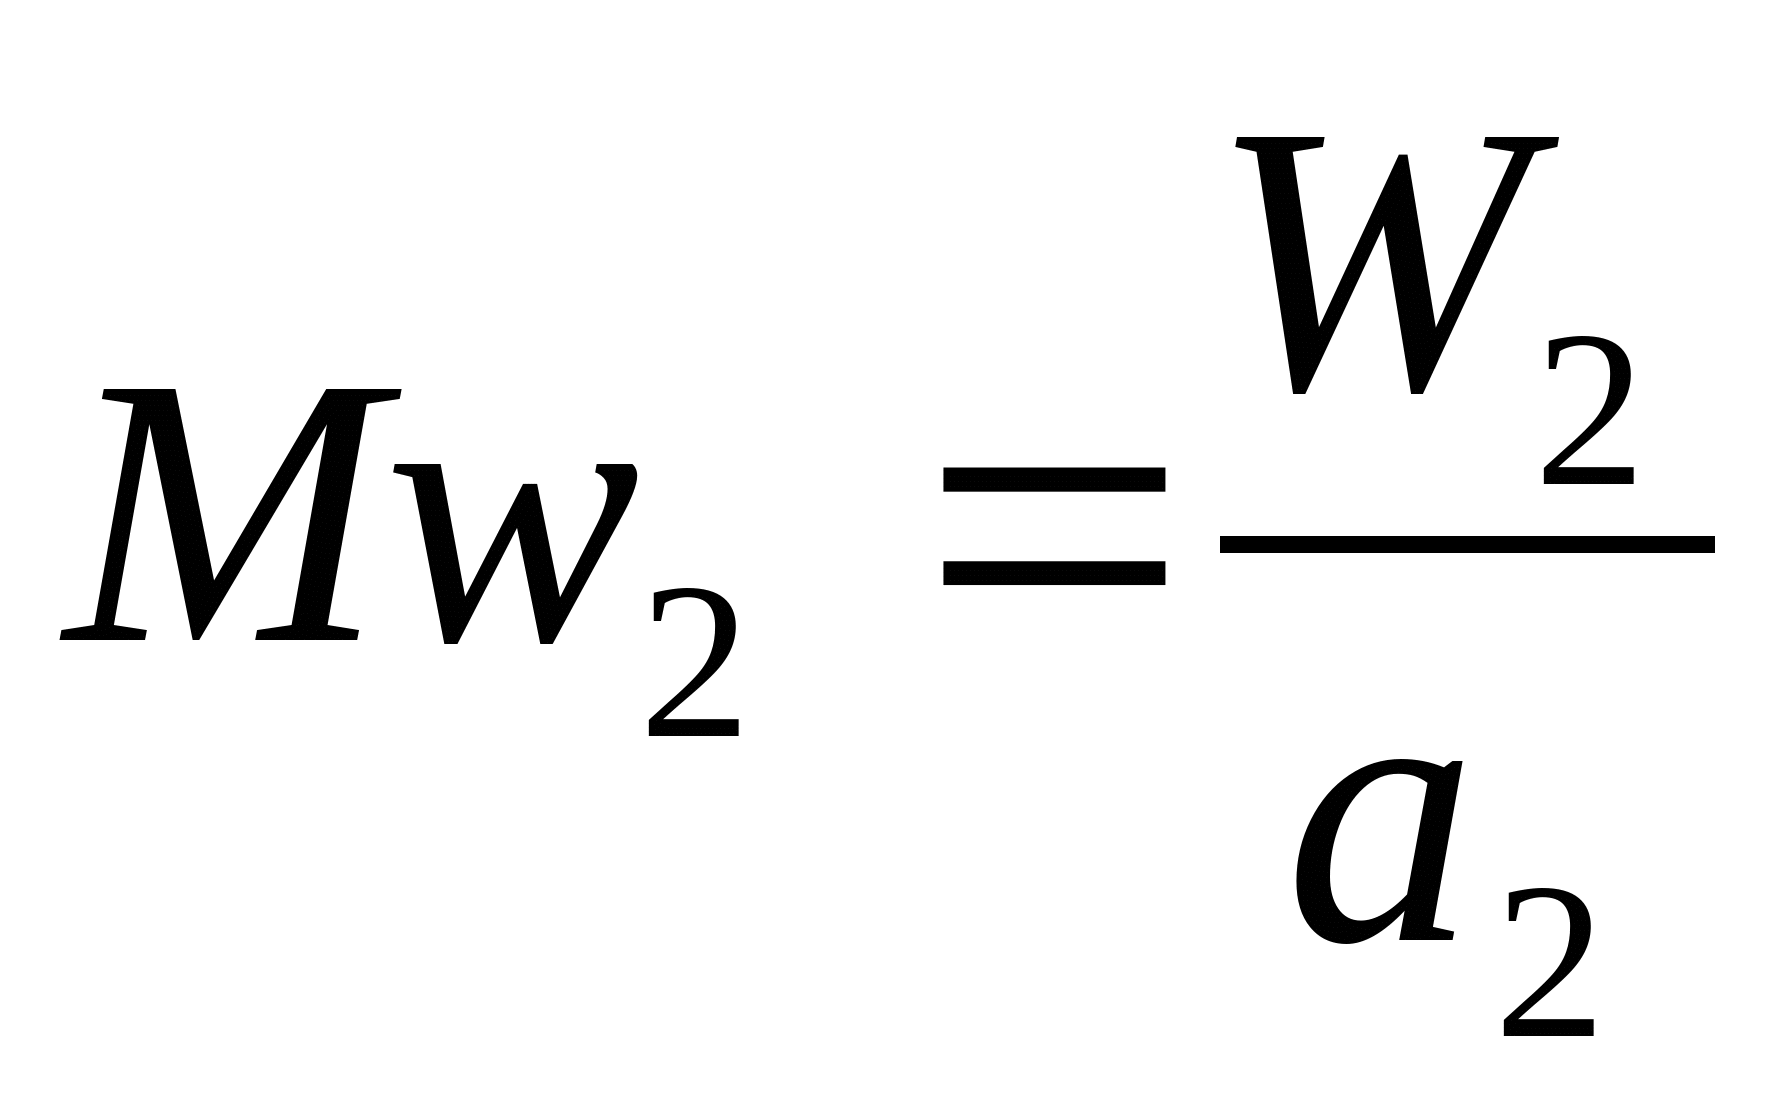 Mw₂ = W₂ / a₂